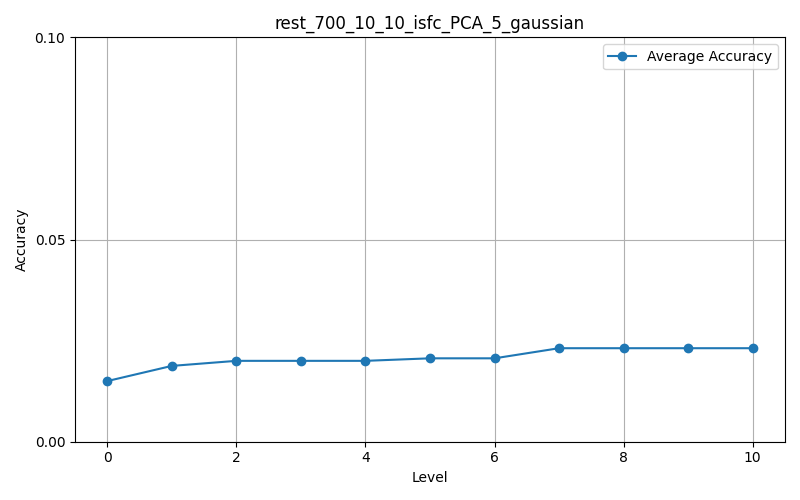 rest_700_10_10_isfc_PCA_5_gaussian
Average Accuracy
0.10
0.05
0.00
Accuracy
0 2 4 6 8 10
Level